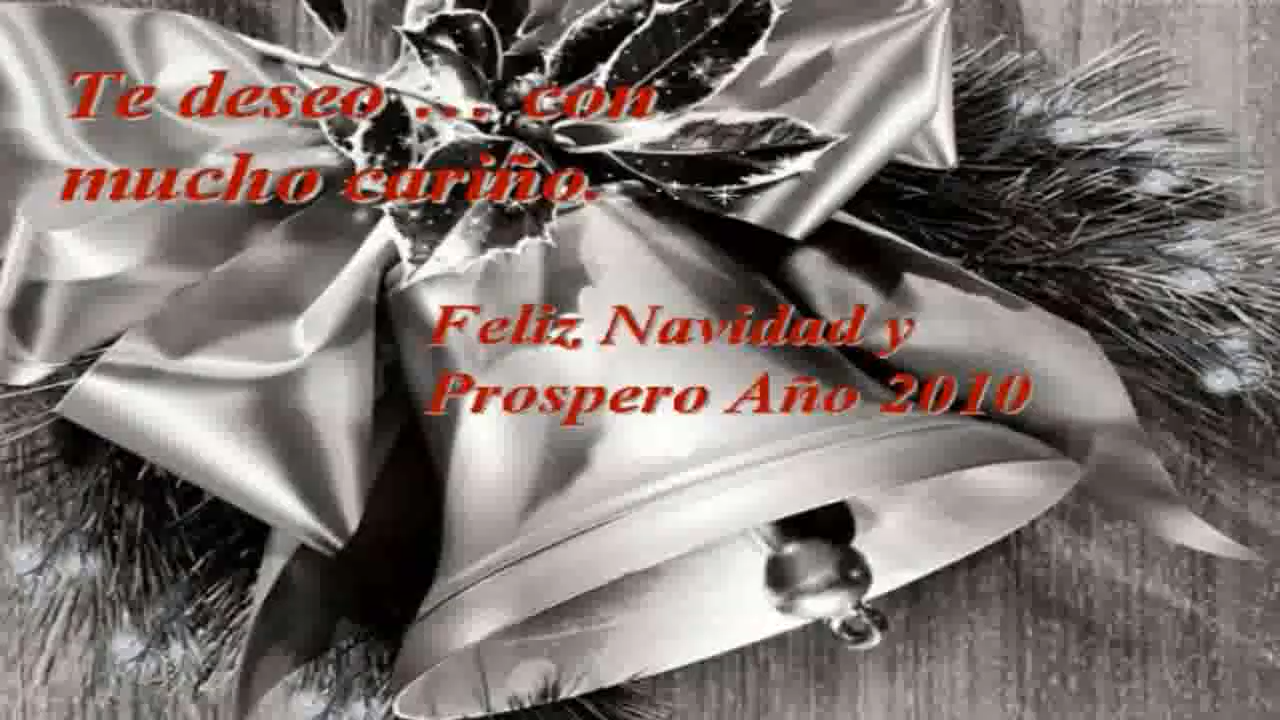 Te deseo ... con
mucho cariño.
Feliz Navidad y
Prospero Año 2010